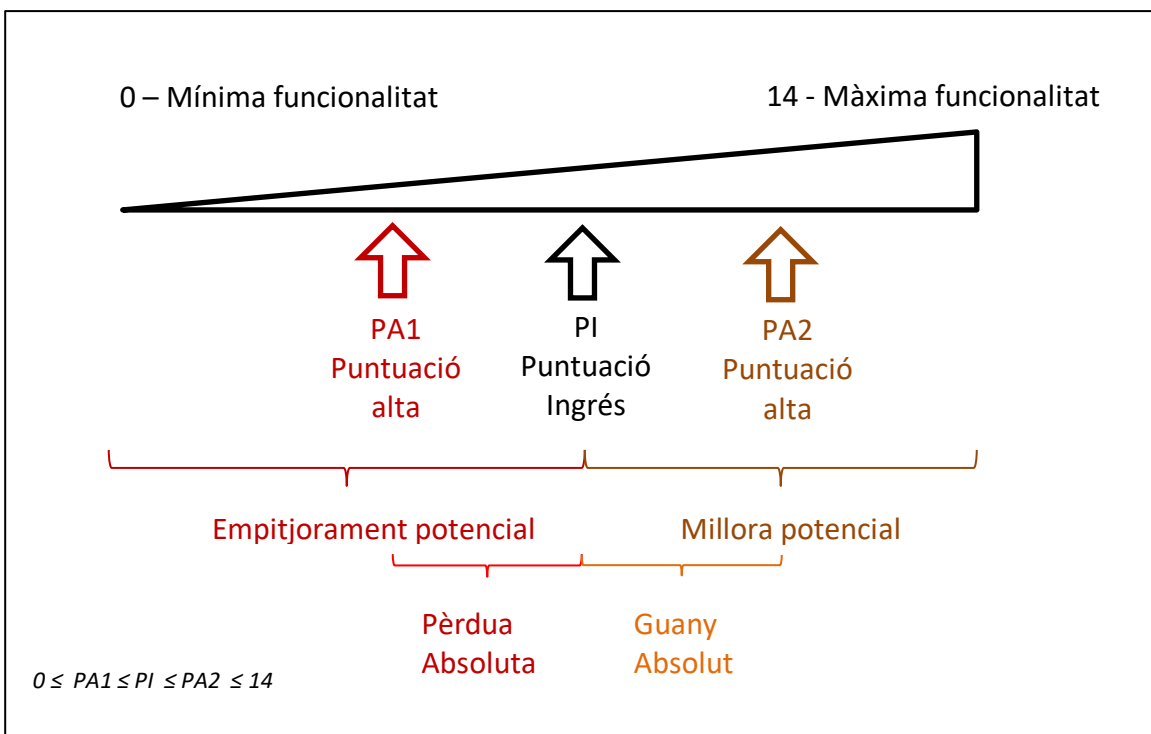 0 – Mínima funcionalitat
14 - Màxima funcionalitat
PA1
Puntuació
alta
PI
Puntuació
Ingrés
PA2
Puntuació
alta
Empitjorament potencial
Millora potencial
Pèrdua
Absoluta
Guany
Absolut
0 ≤ PA1 ≤ PI ≤ PA2 ≤ 14